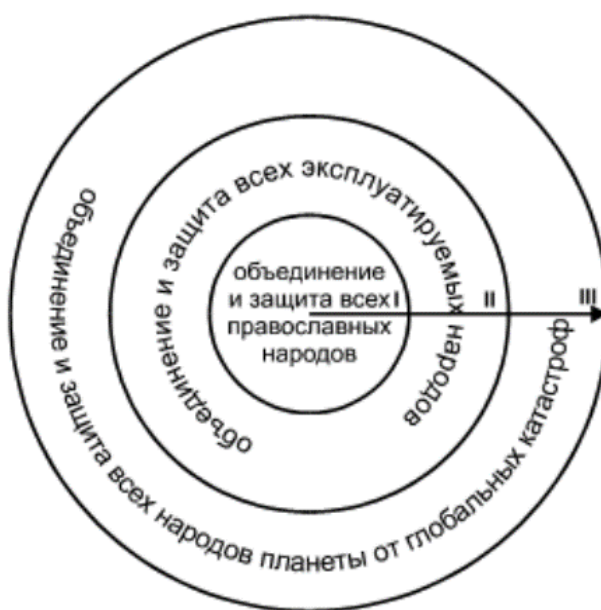 объединение
и защита всех
православных
народов
I
объединение и защита всех эксплуатируемых народов
II
объединение и защита всех народов планеты от глобальных катастроф
III